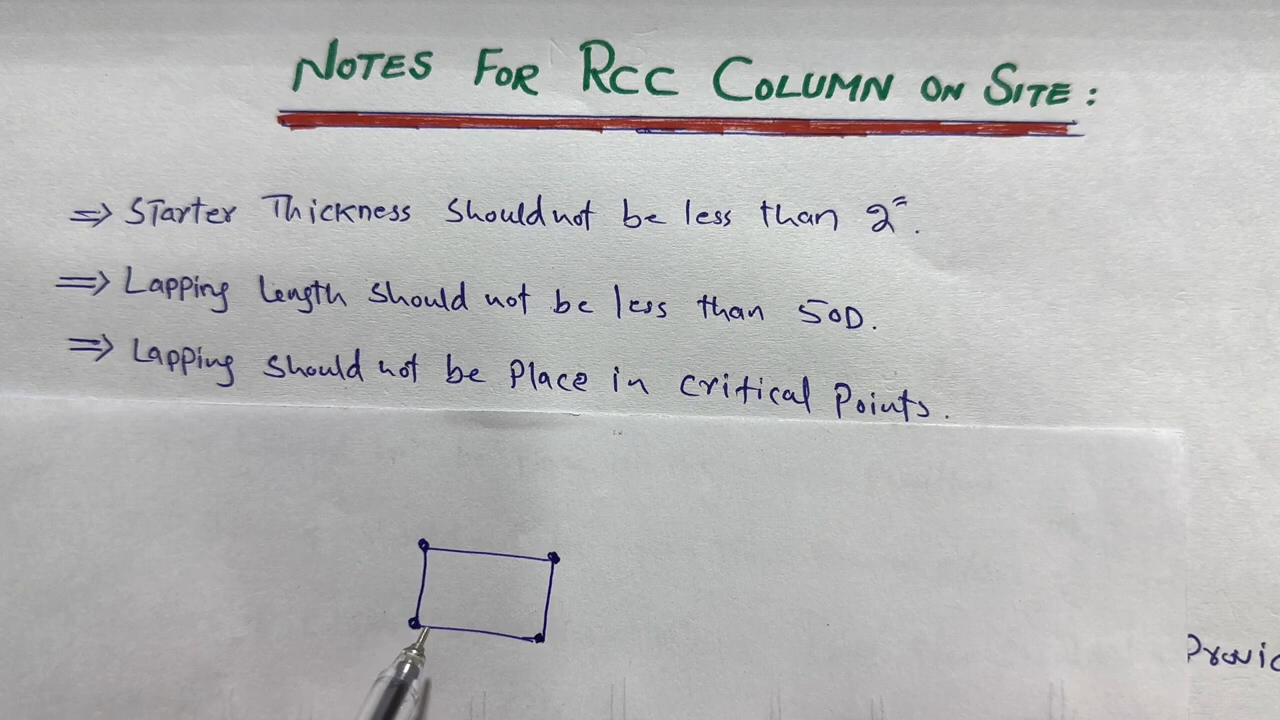 NOTES FOR RCC COLUMN ON SITE:
⇒ Starter Thickness should not be less than 2".
⇒ Lapping length should not be less than 50D.
⇒ Lapping should not be Place in critical Points.
Provid